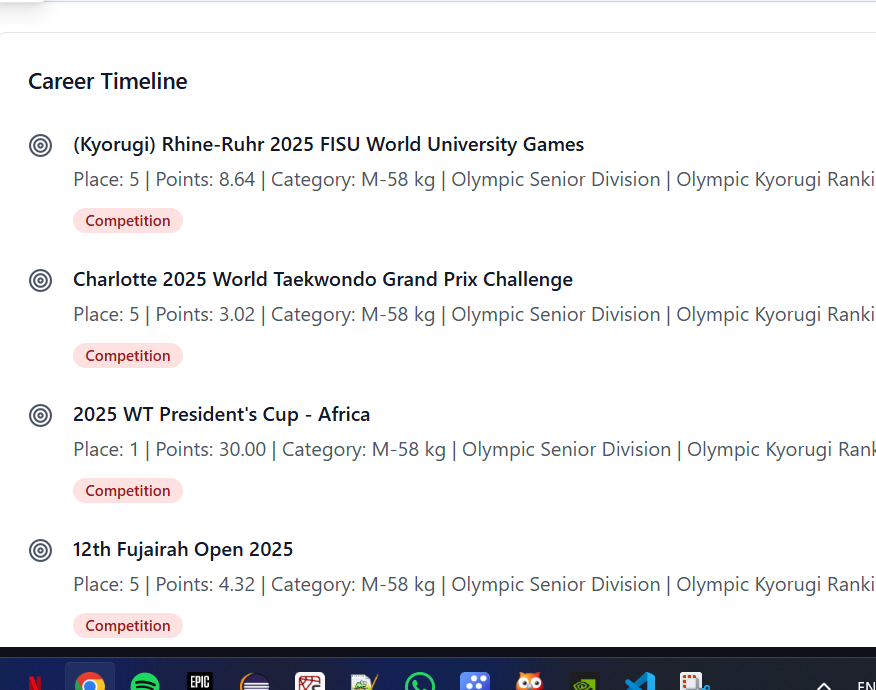 Career Timeline
(Kyorugi) Rhine-Ruhr 2025 FISU World University Games
Place: 5 | Points: 8.64 | Category: M-58 kg | Olympic Senior Division | Olympic Kyorugi Ranki
Competition
Charlotte 2025 World Taekwondo Grand Prix Challenge
Place: 5 | Points: 3.02 | Category: M-58 kg | Olympic Senior Division | Olympic Kyorugi Ranki
Competition
2025 WT President's Cup - Africa
Place: 1 | Points: 30.00 | Category: M-58 kg | Olympic Senior Division | Olympic Kyorugi Rank
Competition
12th Fujairah Open 2025
Place: 5 | Points: 4.32 | Category: M-58 kg | Olympic Senior Division | Olympic Kyorugi Ranki
Competition
EPIC
EN